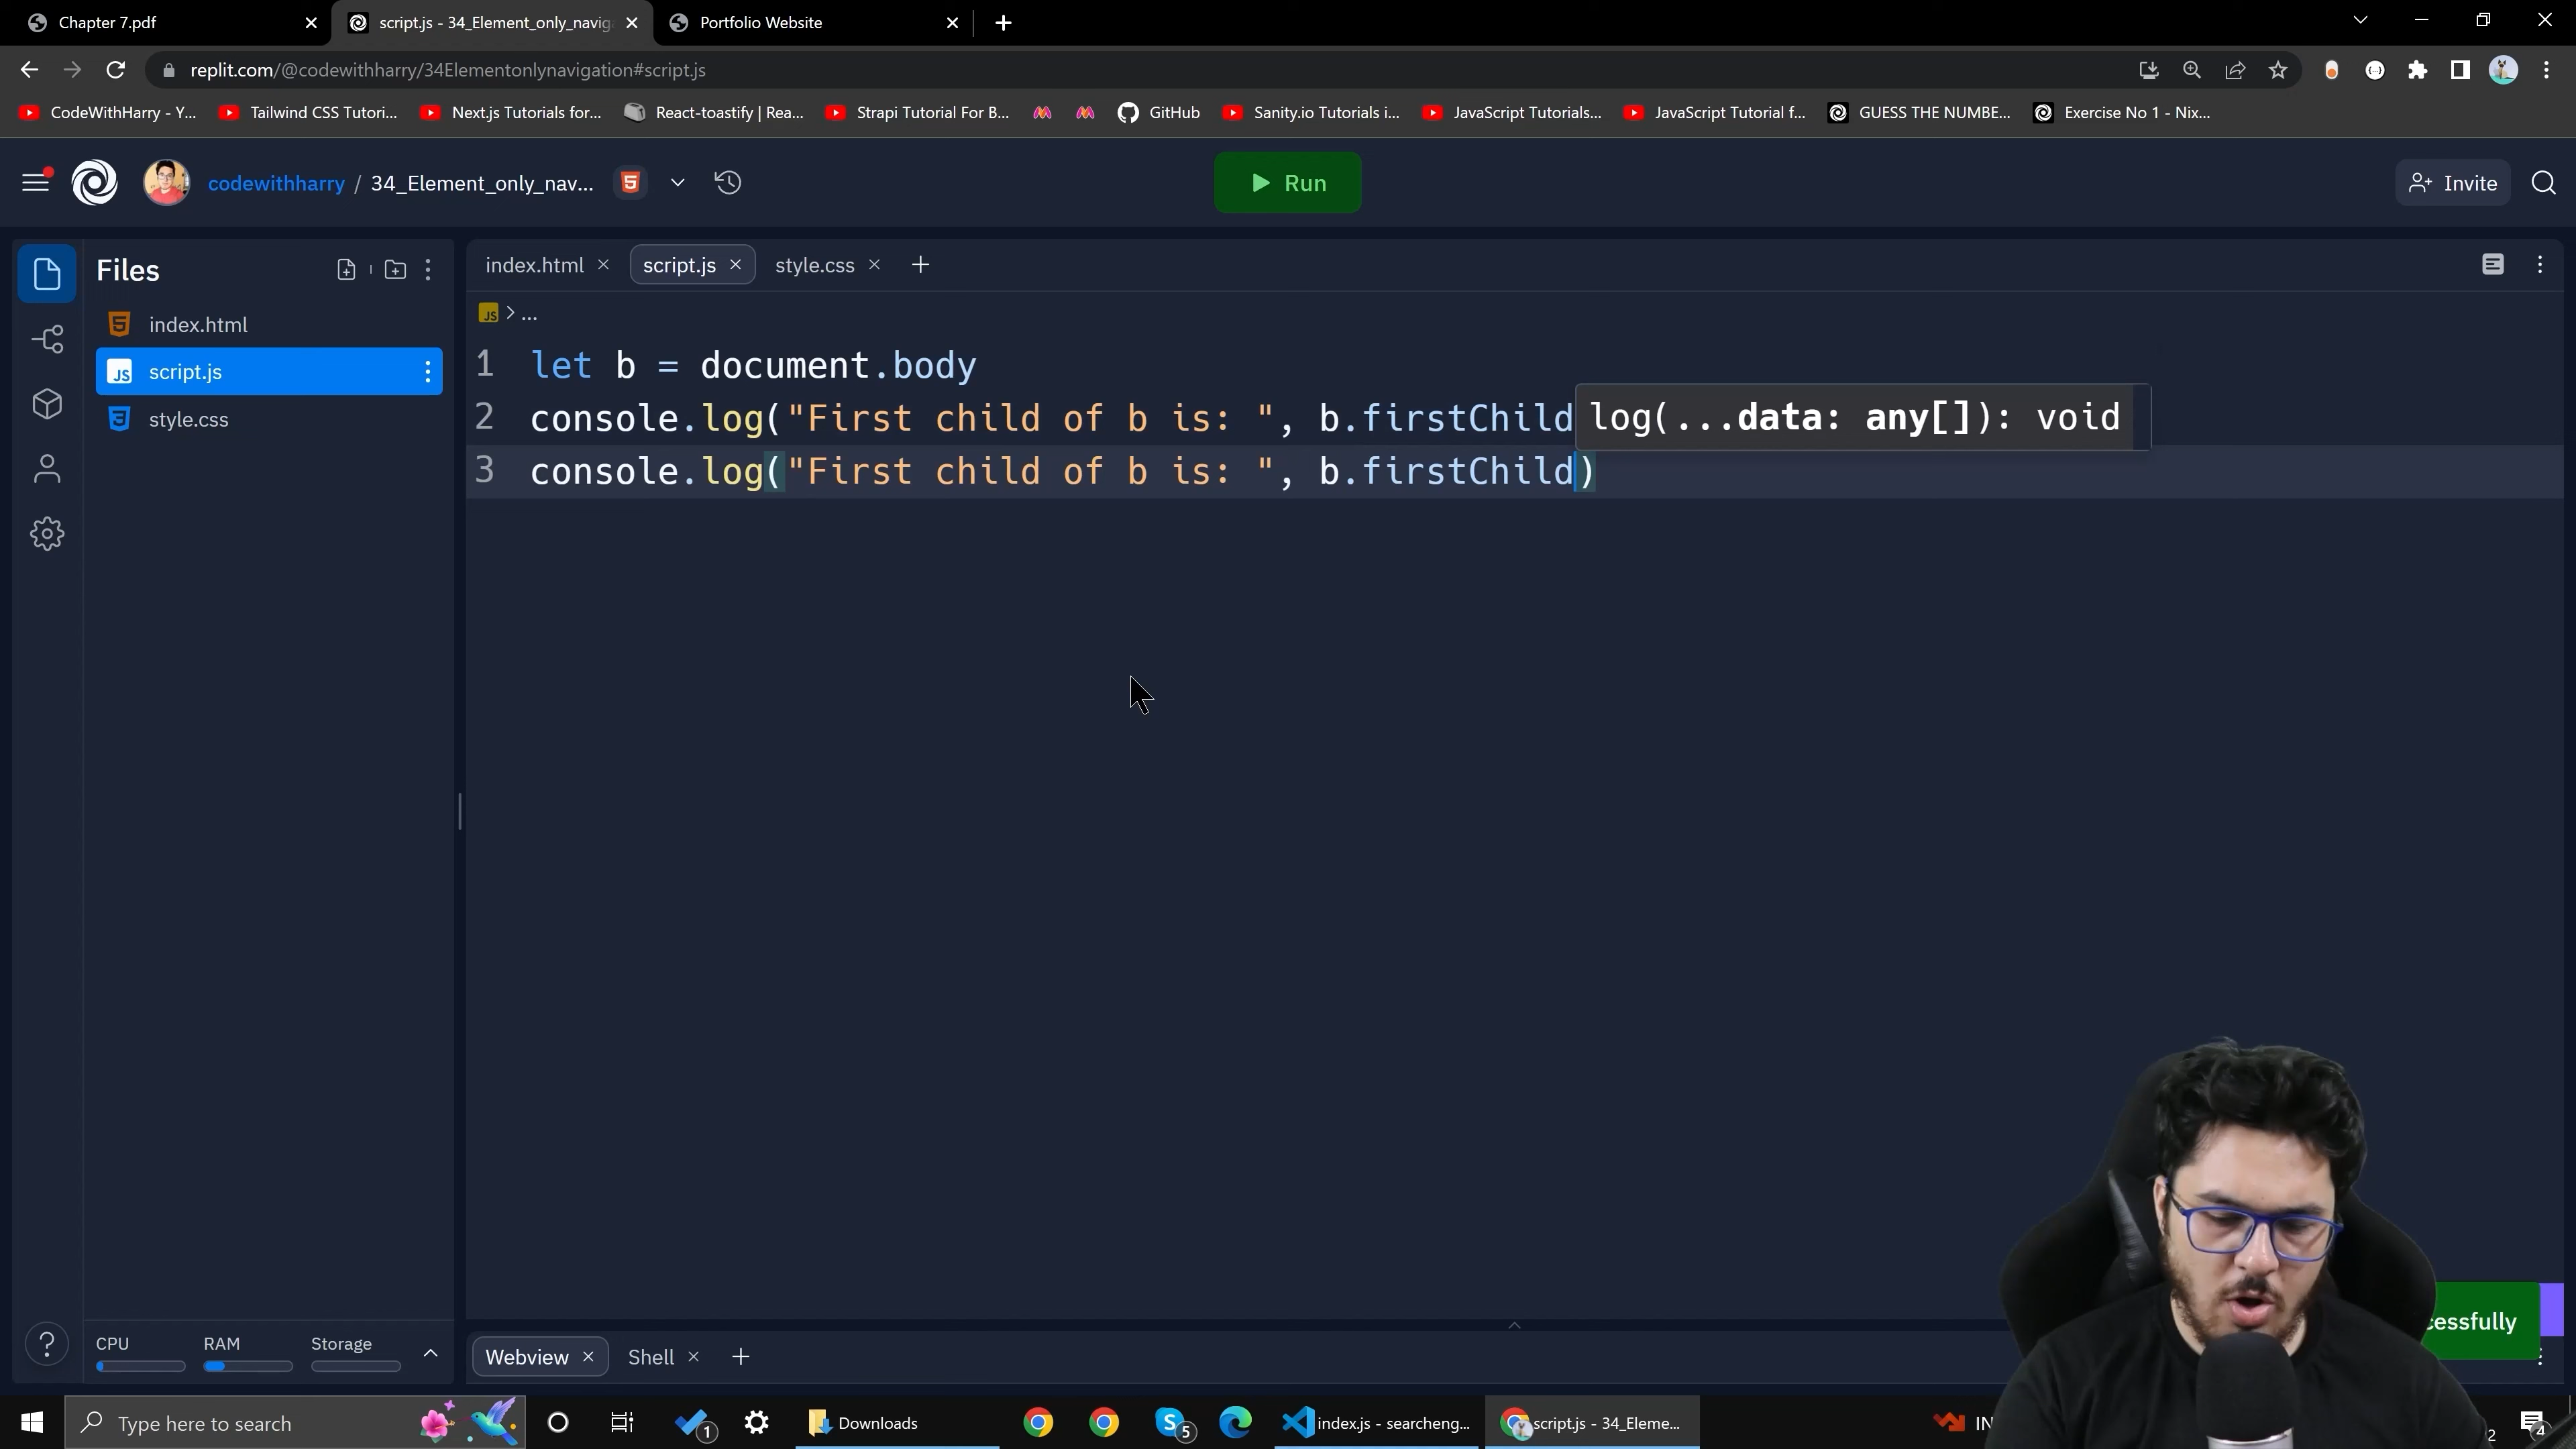 Chapter 7.pdf
script.js - 34_Element_only_navig
Portfolio Website
replit.com/@codewithharry/34Elementonlynavigation#script.js
CodeWithHarry - Y...
Tailwind CSS Tutori...
Next.js Tutorials for...
React-toastify | Rea...
Strapi Tutorial For B...
GitHub
Sanity.io Tutorials i...
JavaScript Tutorials...
JavaScript Tutorial f...
GUESS THE NUMBE...
Exercise No 1 - Nix...
codewithharry / 34_Element_only_nav...
Run
Invite
Files
index.html
script.js
style.css
index.html
script.js
style.css
JS > ...
1 let b = document.body
2 console.log("First child of b is: ", b.firstChild
log(...data: any[]): void
3 console.log("First child of b is: ", b.firstChild)
cessfully
CPU
RAM
Storage
Webview
Shell
Type here to search
1
Downloads
5
index.js - searcheng...
script.js - 34_Eleme...
IN
2
4